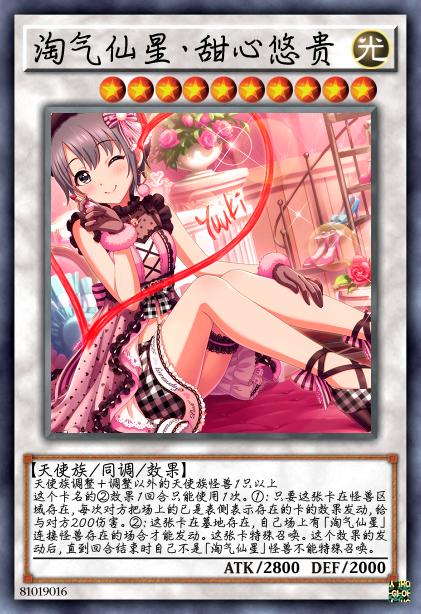 淘气仙星·甜心悠贵
光
Yuuki
【天使族/同调/效果】
天使族调整＋调整以外的天使族怪兽1只以上
这个卡名的②效果1回合只能使用1次。①：只要这张卡在怪兽区
域存在，每次对方把场上的已是表侧表示存在的卡的效果发动，给
与对方200伤害。②：这张卡在墓地存在，自己场上有「淘气仙星」
连接怪兽存在的场合才能发动。这张卡特殊召唤。这个效果的发
动后，直到回合结束时自己不是「淘气仙星」怪兽不能特殊召唤。
ATK/2800 DEF/2000
81019016